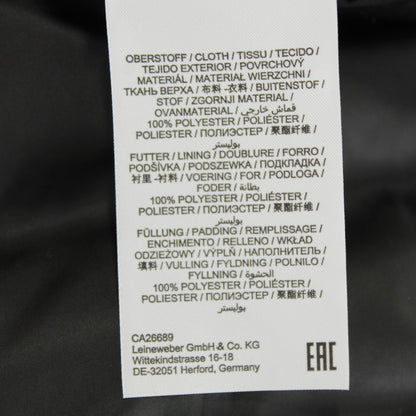 OBERSTOFF / CLOTH / TISSU / TECIDO /
TEJIDO EXTERIOR / POVRCHOVÝ
MATERIÁL / MATERIAŁ WIERZCHNI /
ТКАНЬ ВЕРХА / 布料 -衣料 / BUITENSTOF /
STOF / ZGORNJI MATERIAL /
OVANMATERIAL / قماش خارجي
100% POLYESTER / POLIÉSTER /
POLIESTER / ПОЛИЭСТЕР / 聚酯纤维 /
بوليستر
FUTTER / LINING / DOUBLURE / FORRO /
PODŠÍVKA / PODSZEWKA / ПОДКЛАДКА /
衬里 -衬料 / VOERING / FOR / PODLOGA /
FODER / بطانة
100% POLYESTER / POLIÉSTER /
POLIESTER / ПОЛИЭСТЕР / 聚酯纤维 /
بوليستر
FÜLLUNG / PADDING / REMPLISSAGE /
ENCHIMENTO / RELLENO / WKŁAD
ODZIEŻOWY / VÝPLŇ / НАПОЛНИТЕЛЬ /
填料 / VULLING / FYLDNING / POLNILO /
FYLLNING / الحشوة
100% POLYESTER / POLIÉSTER /
POLIESTER / ПОЛИЭСТЕР / 聚酯纤维 /
بوليستر
CA26689
Leineweber GmbH & Co. KG
Wittekindstrasse 16-18
DE-32051 Herford, Germany
EAC